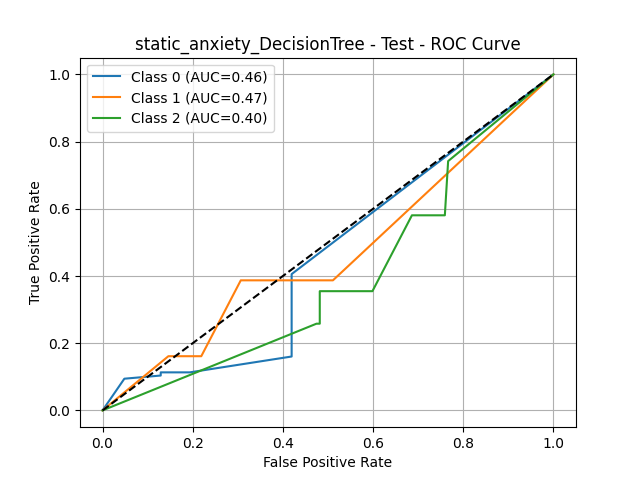 static_anxiety_DecisionTree - Test - ROC Curve
Class 0 (AUC=0.46)
Class 1 (AUC=0.47)
Class 2 (AUC=0.40)
True Positive Rate
1.0
0.8
0.6
0.4
0.2
0.0
0.0 0.2 0.4 0.6 0.8 1.0
False Positive Rate